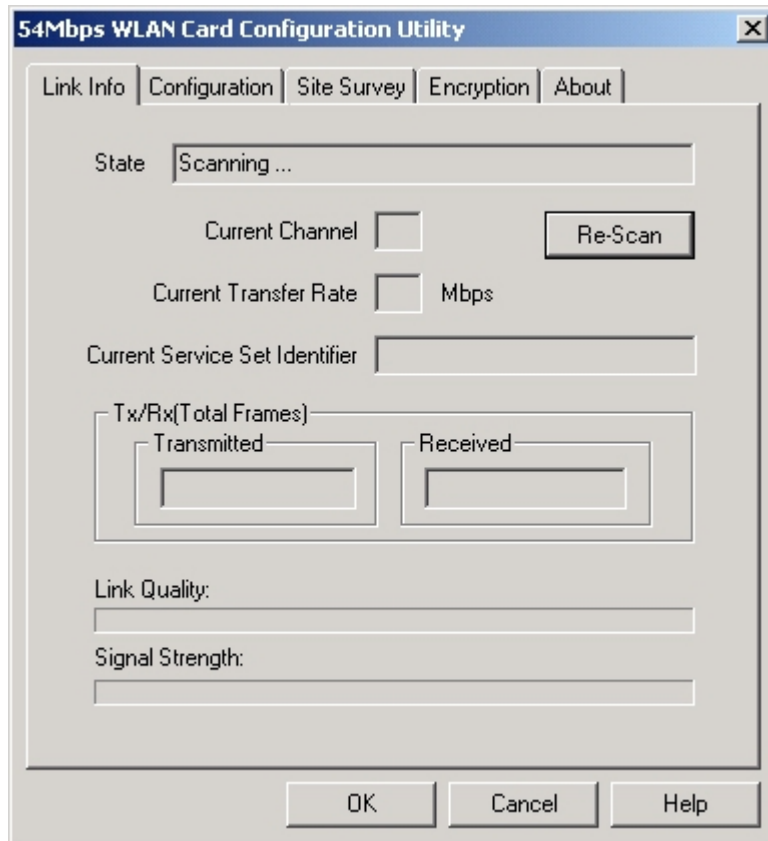 54Mbps WLAN Card Configuration Utility
Link Info Configuration Site Survey Encryption About
State Scanning ...
Current Channel Re-Scan
Current Transfer Rate Mbps
Current Service Set Identifier
Tx/Rx(Total Frames)
Transmitted Received
Link Quality:
Signal Strength:
OK Cancel Help